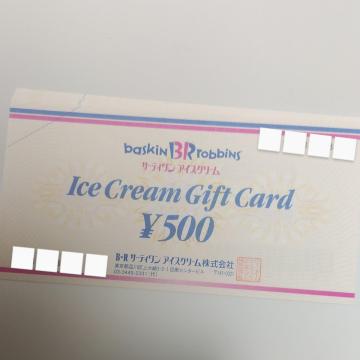 baskin BR robbins
サーティワン アイスクリーム
Ice Cream Gift Card
¥500
B・R サーティワン アイスクリーム株式会社